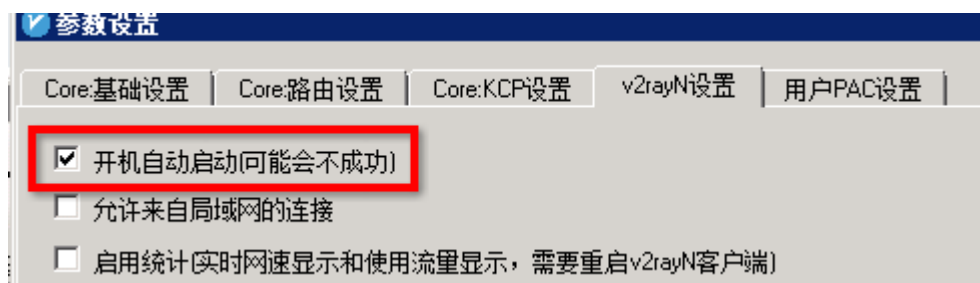 参数设置
Core:基础设置 Core:路由设置 Core:KCP设置 v2rayN设置 用户PAC设置
开机自动启动(可能会不成功)
允许来自局域网的连接
启用统计(实时网速显示和使用流量显示，需要重启v2rayN客户端)